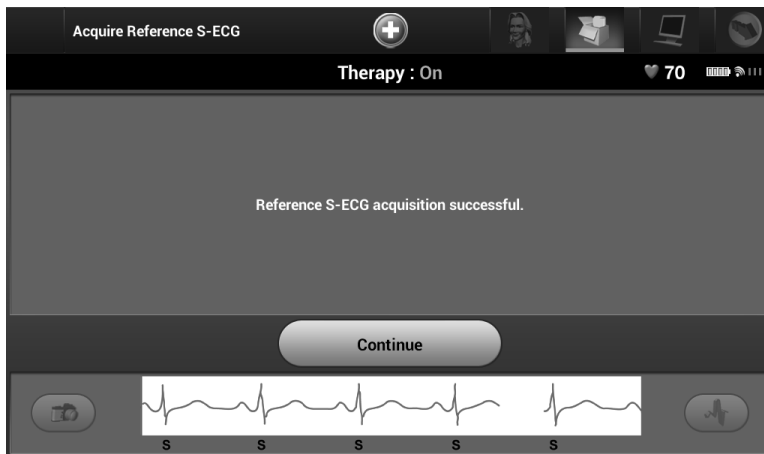 Acquire Reference S-ECG
Therapy : On
70
Reference S-ECG acquisition successful.
Continue
S S S S S